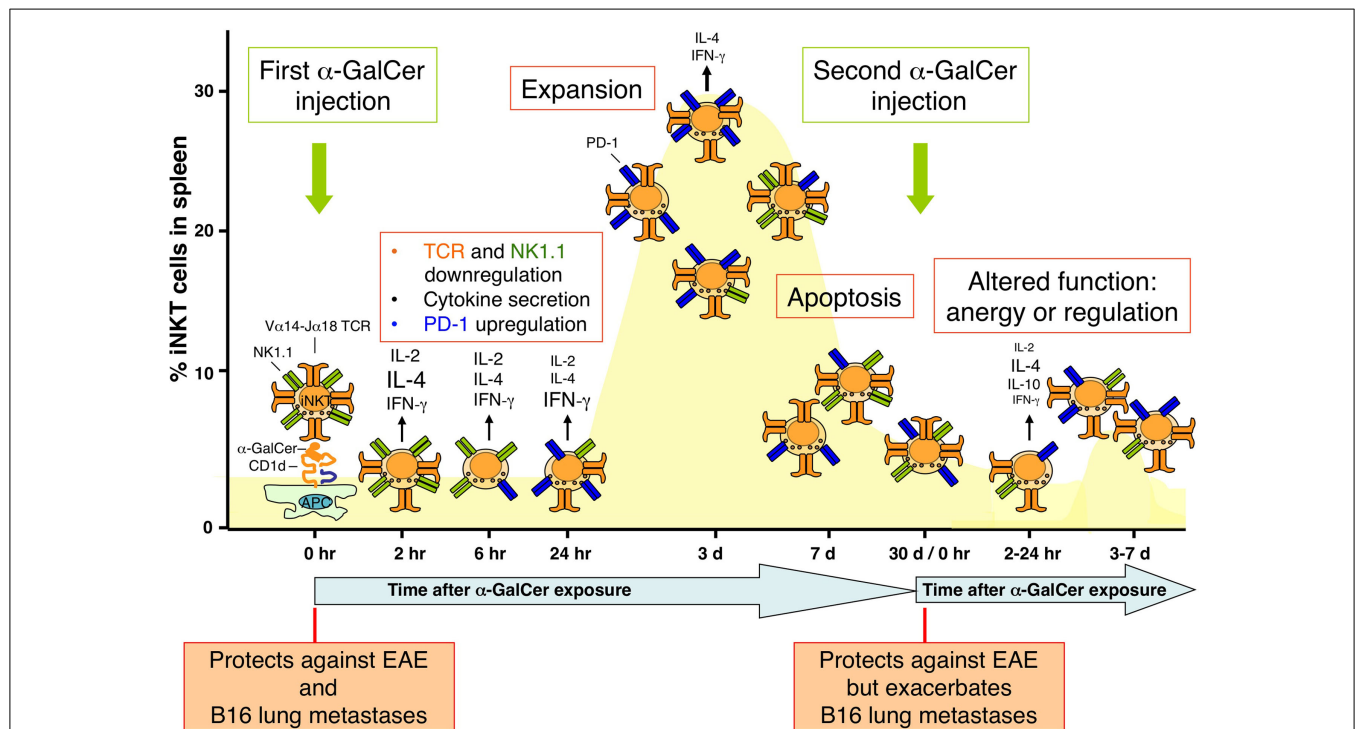 First α-GalCer
injection
Expansion
IL-4
IFN-γ
Second α-GalCer
injection
PD-1
• TCR and NK1.1
downregulation
• Cytokine secretion
• PD-1 upregulation
Apoptosis
Altered function:
anergy or regulation
% iNKT cells in spleen
30
20
10
0
Vα14-Jα18 TCR
NK1.1
iNKT
α-GalCer
CD1d
APC
IL-2
IL-4
IFN-γ
IL-2
IL-4
IFN-γ
IL-2
IL-4
IFN-γ
IL-2
IL-4
IL-10
IFN-γ
0 hr
2 hr
6 hr
24 hr
3 d
7 d
30 d / 0 hr
2-24 hr
3-7 d
Time after α-GalCer exposure
Time after α-GalCer exposure
Protects against EAE
and
B16 lung metastases
Protects against EAE
but exacerbates
B16 lung metastases